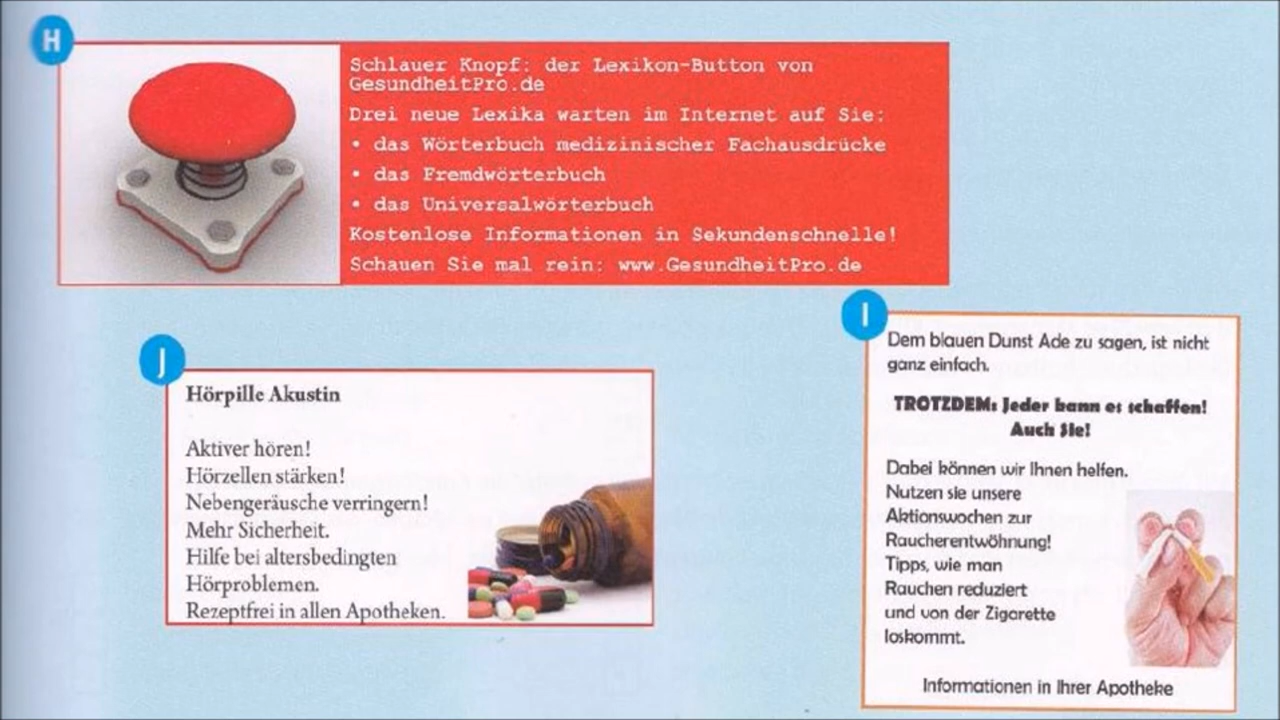 H
Schlauer Knopf: der Lexikon-Button von
GesundheitPro.de
Drei neue Lexika warten im Internet auf Sie:
• das Wörterbuch medizinischer Fachausdrücke
• das Fremdwörterbuch
• das Universalwörterbuch
Kostenlose Informationen in Sekundenschnelle!
Schauen Sie mal rein: www.GesundheitPro.de
J
Hörpille Akustin
Aktiver hören!
Hörzellen stärken!
Nebengeräusche verringern!
Mehr Sicherheit.
Hilfe bei altersbedingten
Hörproblemen.
Rezeptfrei in allen Apotheken.
I
Dem blauen Dunst Ade zu sagen, ist nicht
ganz einfach.
TROTZDEM: Jeder kann es schaffen!
Auch Sie!
Dabei können wir Ihnen helfen.
Nutzen sie unsere
Aktionswochen zur
Raucherentwöhnung!
Tipps, wie man
Rauchen reduziert
und von der Zigarette
loskommt.
Informationen in Ihrer Apotheke